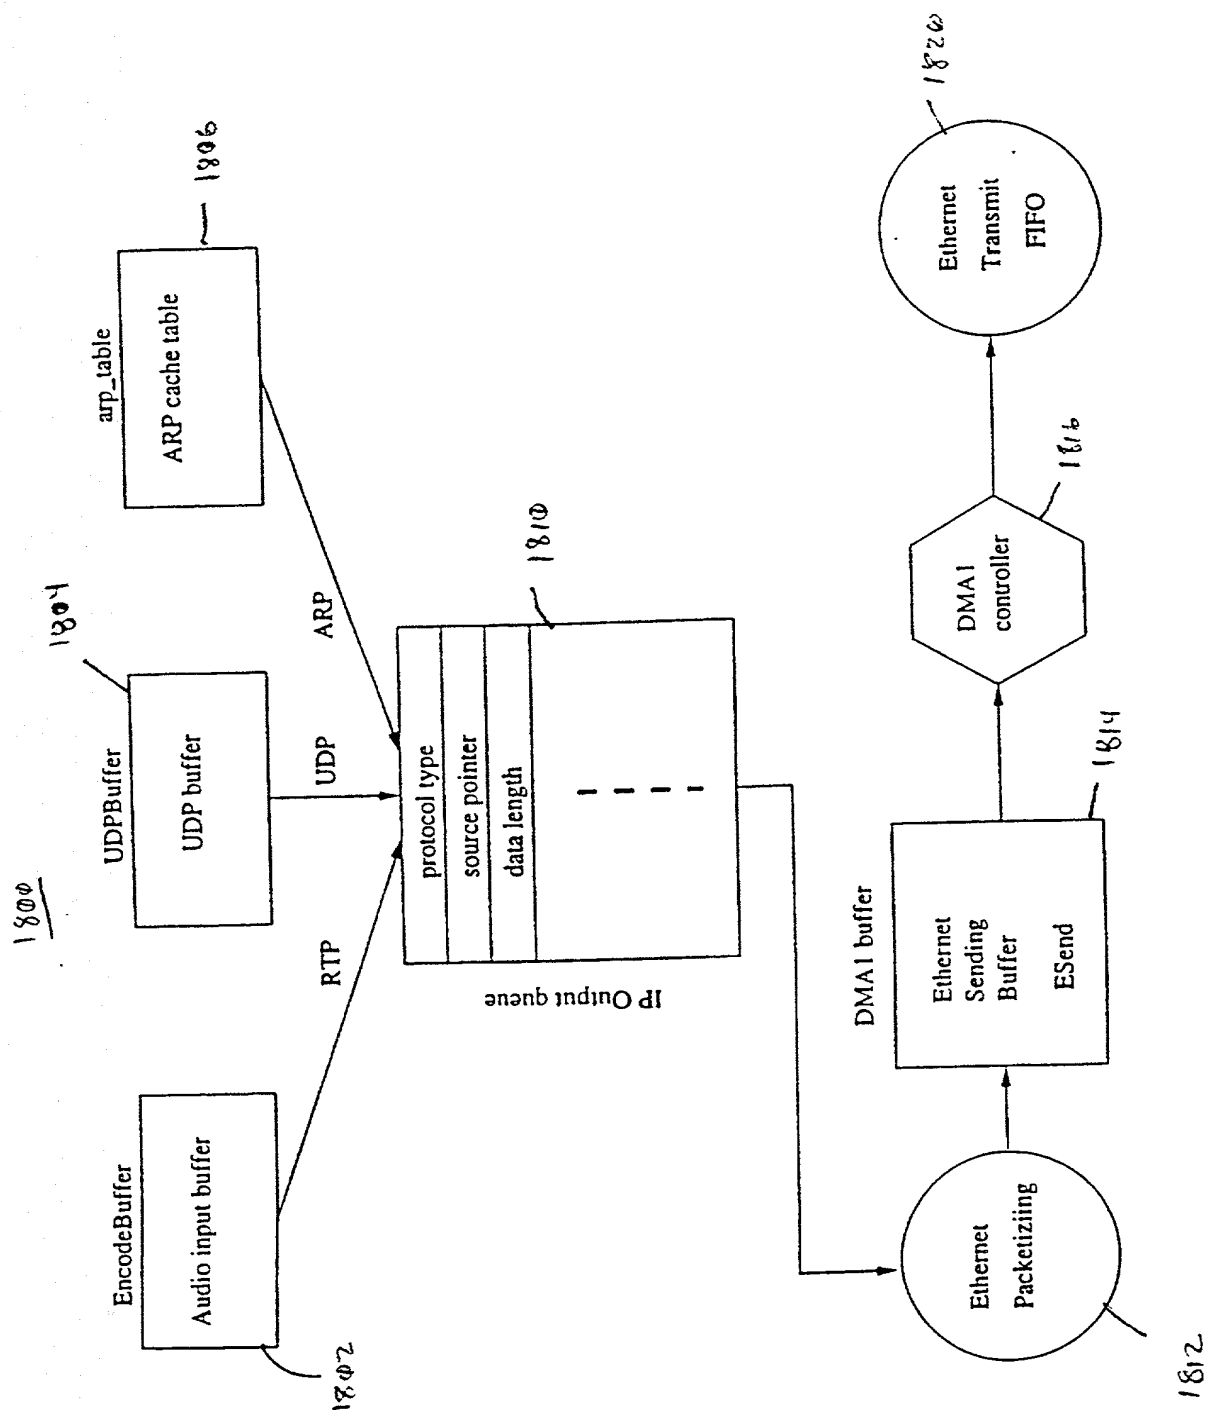 1800
EncodeBuffer
Audio input buffer
1802
UDPBuffer
UDP buffer
1804
arp_table
ARP cache table
1806
RTP
UDP
ARP
IP Output queue
protocol type
source pointer
data length
1810
Ethernet
Packetiziing
1812
DMA1 buffer
Ethernet
Sending
Buffer
ESend
1814
DMA1
controller
1816
Ethernet
Transmit
FIFO
1820